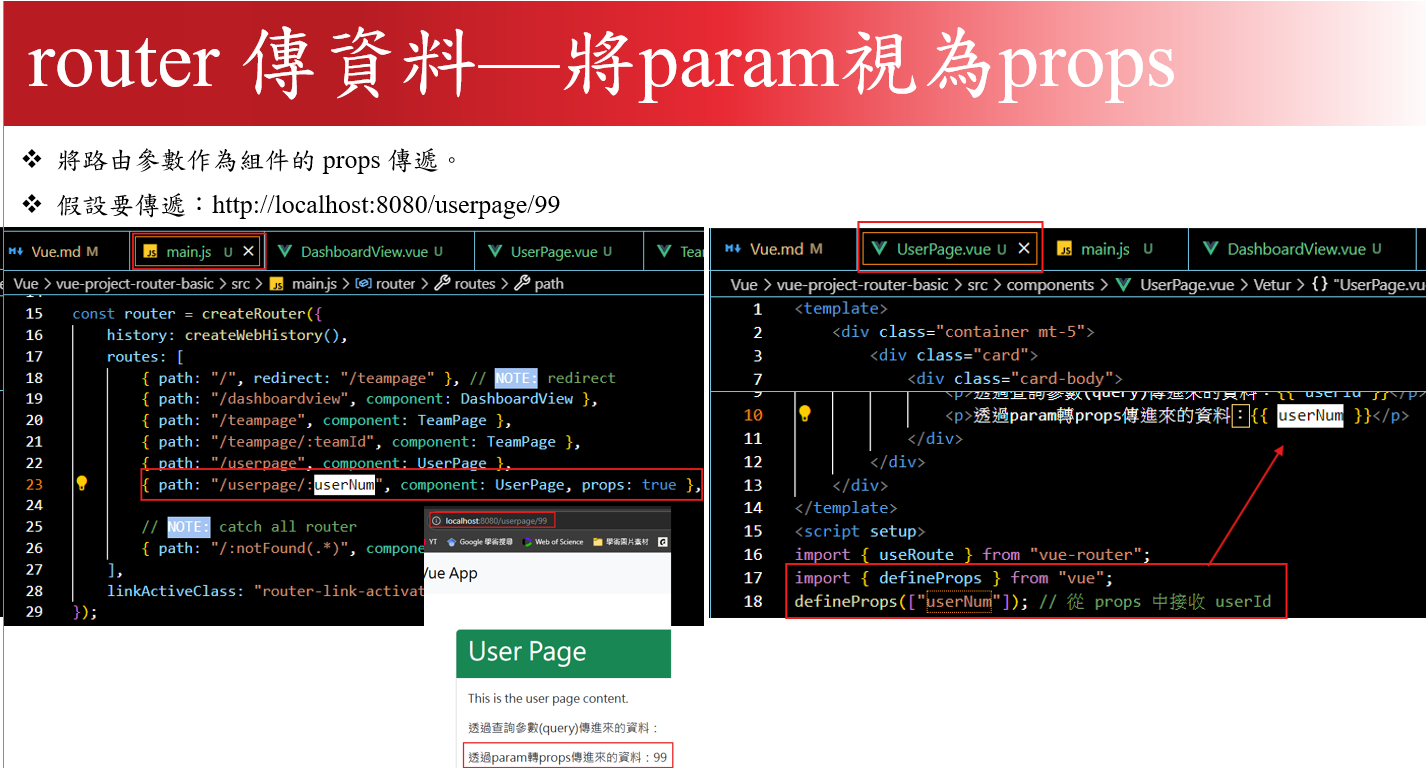 router 傳資料—將param視為props
❖ 將路由參數作為組件的 props 傳遞。
❖ 假設要傳遞：http://localhost:8080/userpage/99
Vue.md M
main.js U
DashboardView.vue U
UserPage.vue U
Vue > vue-project-router-basic > src > main.js > router > routes > path
15 const router = createRouter({
16 history: createWebHistory(),
17 routes: [
18 { path: "/", redirect: "/teampage" }, // NOTE: redirect
19 { path: "/dashboardview", component: DashboardView },
20 { path: "/teampage", component: TeamPage },
21 { path: "/teampage/:teamId", component: TeamPage },
22 { path: "/userpage", component: UserPage },
23 { path: "/userpage/:userNum", component: UserPage, props: true },
24
25 // NOTE: catch all router
26 { path: "/:notFound(.*)", compone
27 ],
28 linkActiveClass: "router-link-activat
29 });
localhost:8080/userpage/99
YT Google 學術搜尋 Web of Science 學術圖片素材
Vue App
User Page
This is the user page content.
透過查詢參數(query)傳進來的資料：
透過param轉props傳進來的資料：99
Vue.md M
UserPage.vue U
main.js U
DashboardView.vue U
Vue > vue-project-router-basic > src > components > UserPage.vue > Vetur > {} "UserPage.vu
1 <template>
2 <div class="container mt-5">
3 <div class="card">
7 <div class="card-body">
9 <p>透過查詢參數(query)傳進來的資料：{{ userId }}</p>
10 <p>透過param轉props傳進來的資料：{{ userNum }}</p>
11 </div>
12 </div>
13 </div>
14 </template>
15 <script setup>
16 import { useRoute } from "vue-router";
17 import { defineProps } from "vue";
18 defineProps(["userNum"]); // 從 props 中接收 userId